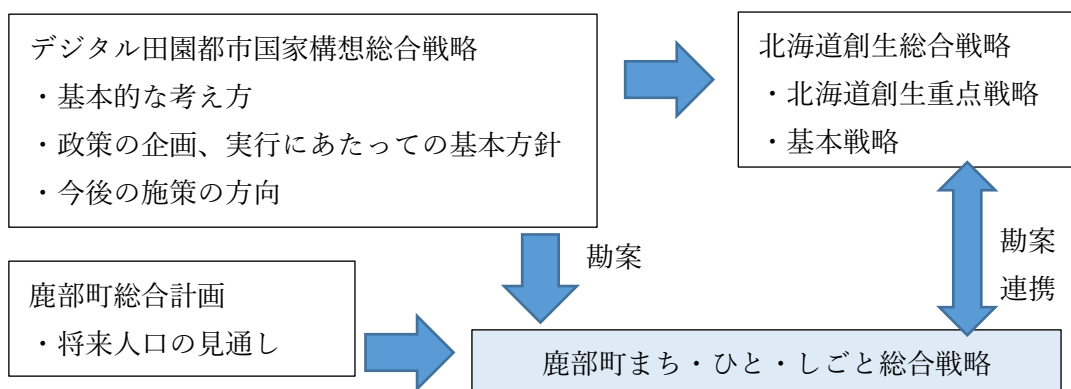 デジタル田園都市国家構想総合戦略
・基本的な考え方
・政策の企画、実行にあたっての基本方針
・今後の施策の方向
北海道創生総合戦略
・北海道創生重点戦略
・基本戦略
勘案
勘案
連携
鹿部町総合計画
・将来人口の見通し
鹿部町まち・ひと・しごと総合戦略